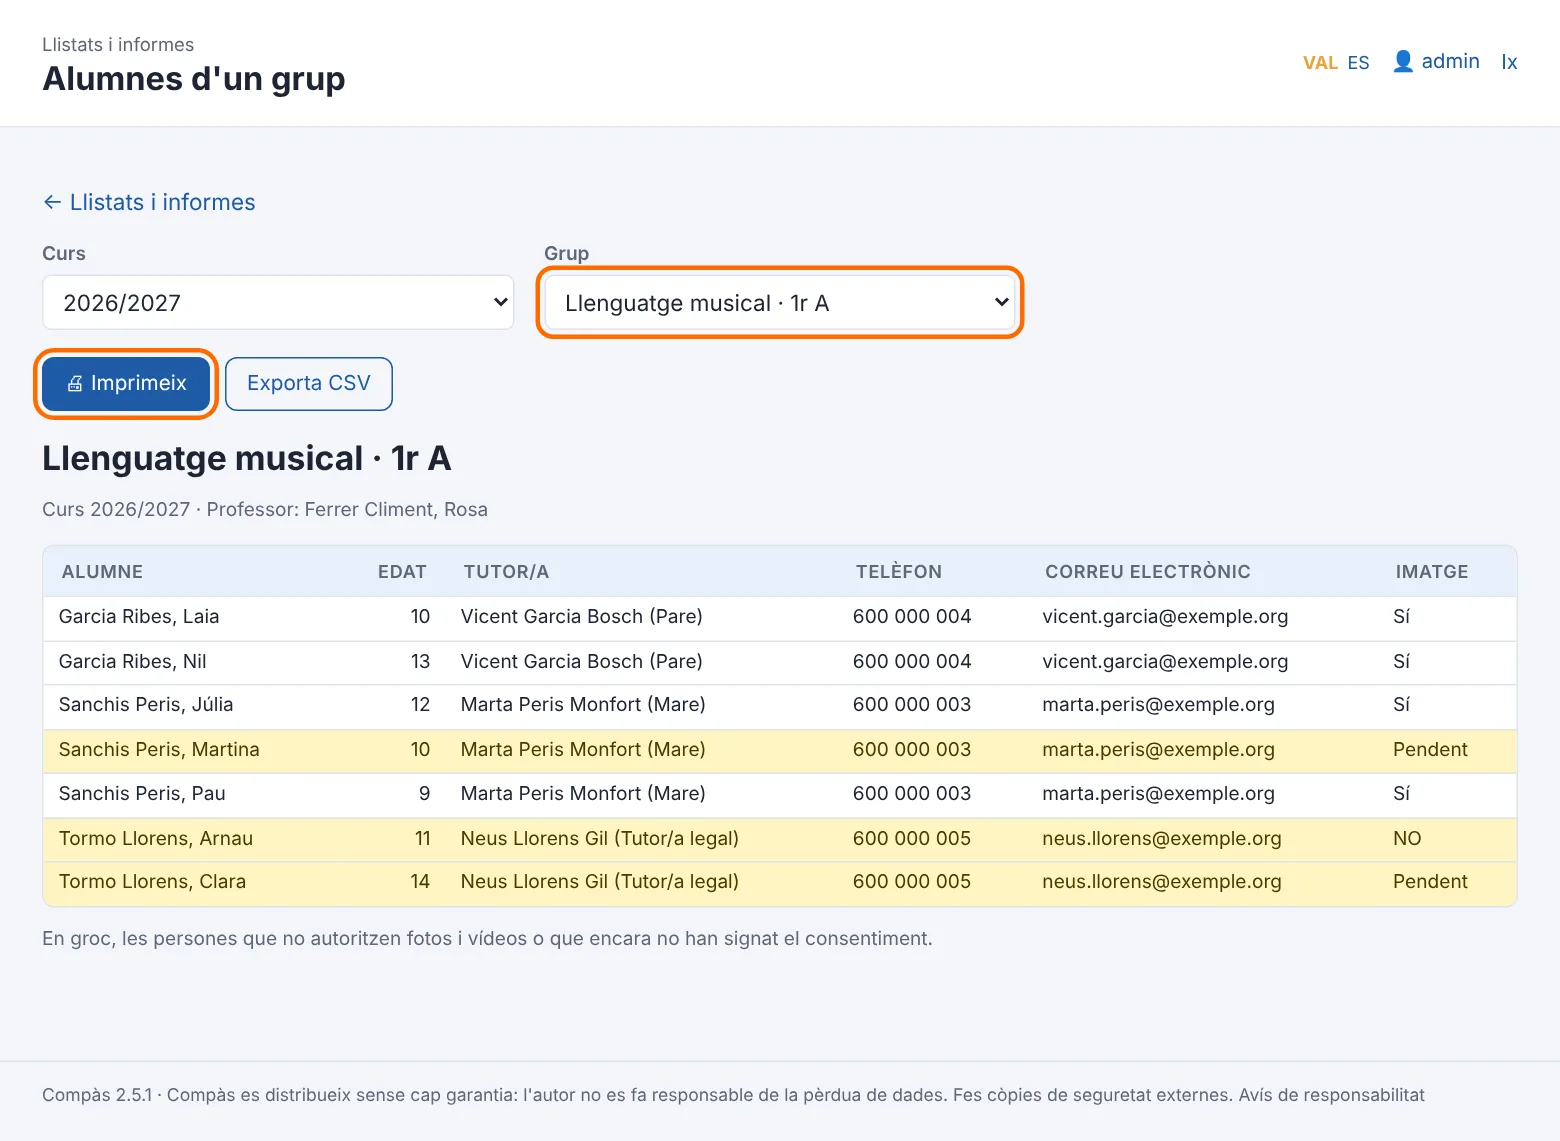 Llistats i informes
Alumnes d'un grup
VAL ES admin Ix
← Llistats i informes
Curs Grup
2026/2027 Llenguatge musical · 1r A
Imprimeix Exporta CSV
Llenguatge musical · 1r A
Curs 2026/2027 · Professor: Ferrer Climent, Rosa
ALUMNE EDAT TUTOR/A TELÈFON CORREU ELECTRÒNIC IMATGE
Garcia Ribes, Laia 10 Vicent Garcia Bosch (Pare) 600 000 004 vicent.garcia@exemple.org Sí
Garcia Ribes, Nil 13 Vicent Garcia Bosch (Pare) 600 000 004 vicent.garcia@exemple.org Sí
Sanchis Peris, Júlia 12 Marta Peris Monfort (Mare) 600 000 003 marta.peris@exemple.org Sí
Sanchis Peris, Martina 10 Marta Peris Monfort (Mare) 600 000 003 marta.peris@exemple.org Pendent
Sanchis Peris, Pau 9 Marta Peris Monfort (Mare) 600 000 003 marta.peris@exemple.org Sí
Tormo Llorens, Arnau 11 Neus Llorens Gil (Tutor/a legal) 600 000 005 neus.llorens@exemple.org NO
Tormo Llorens, Clara 14 Neus Llorens Gil (Tutor/a legal) 600 000 005 neus.llorens@exemple.org Pendent
En groc, les persones que no autoritzen fotos i vídeos o que encara no han signat el consentiment.
Compàs 2.5.1 · Compàs es distribueix sense cap garantia: l'autor no es fa responsable de la pèrdua de dades. Fes còpies de seguretat externes. Avís de responsabilitat